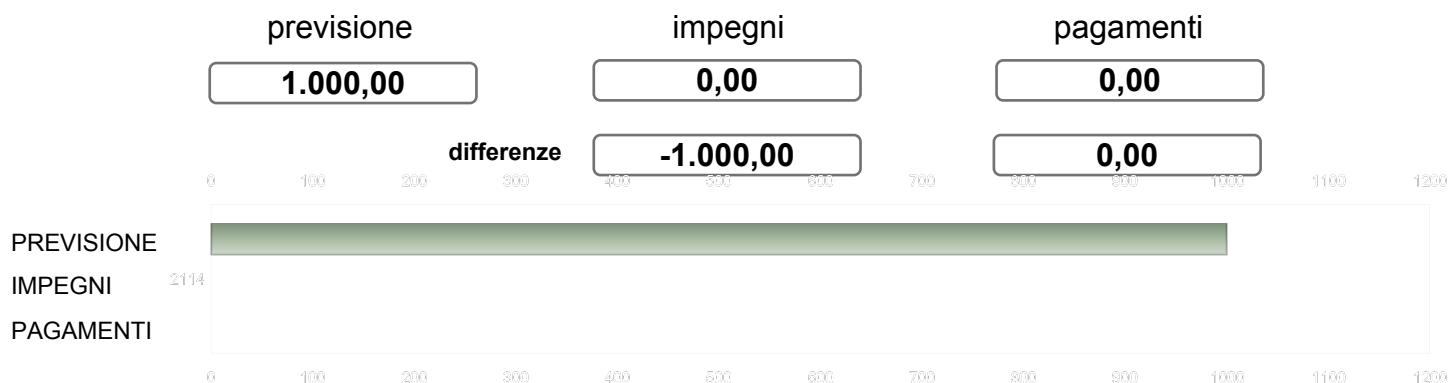 previsione impegni pagamenti
1.000,00 0,00 0,00
differenze -1.000,00 0,00
0 100 200 300 400 500 600 700 800 900 1000 1100 1200
PREVISIONE
IMPEGNI 2114
PAGAMENTI
0 100 200 300 400 500 600 700 800 900 1000 1100 1200